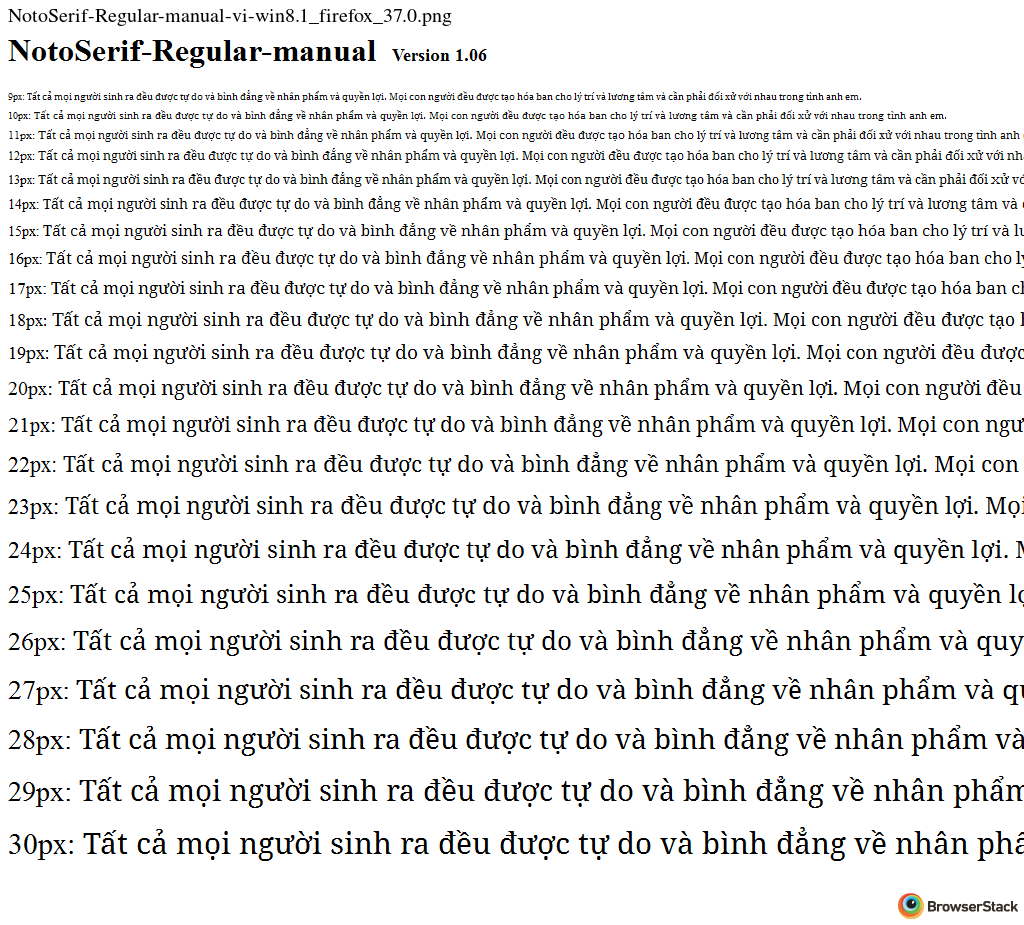 NotoSerif-Regular-manual-vi-win8.1_firefox_37.0.png
NotoSerif-Regular-manual Version 1.06
9px: Tất cả mọi người sinh ra đều được tự do và bình đẳng về nhân phẩm và quyền lợi. Mọi con người đều được tạo hóa ban cho lý trí và lương tâm và cần phải đối xử với nhau trong tình anh em.
10px: Tất cả mọi người sinh ra đều được tự do và bình đẳng về nhân phẩm và quyền lợi. Mọi con người đều được tạo hóa ban cho lý trí và lương tâm và cần phải đối xử với nhau trong tình anh em.
11px: Tất cả mọi người sinh ra đều được tự do và bình đẳng về nhân phẩm và quyền lợi. Mọi con người đều được tạo hóa ban cho lý trí và lương tâm và cần phải đối xử với nhau trong tình anh
12px: Tất cả mọi người sinh ra đều được tự do và bình đẳng về nhân phẩm và quyền lợi. Mọi con người đều được tạo hóa ban cho lý trí và lương tâm và cần phải đối xử với
13px: Tất cả mọi người sinh ra đều được tự do và bình đẳng về nhân phẩm và quyền lợi. Mọi con người đều được tạo hóa ban cho lý trí và lương tâm và cần phải đối xử
14px: Tất cả mọi người sinh ra đều được tự do và bình đẳng về nhân phẩm và quyền lợi. Mọi con người đều được tạo hóa ban cho lý trí và lương tâm và
15px: Tất cả mọi người sinh ra đều được tự do và bình đẳng về nhân phẩm và quyền lợi. Mọi con người đều được tạo hóa ban cho lý trí và
16px: Tất cả mọi người sinh ra đều được tự do và bình đẳng về nhân phẩm và quyền lợi. Mọi con người đều được tạo hóa ban cho
17px: Tất cả mọi người sinh ra đều được tự do và bình đẳng về nhân phẩm và quyền lợi. Mọi con người đều được tạo hóa ban
18px: Tất cả mọi người sinh ra đều được tự do và bình đẳng về nhân phẩm và quyền lợi. Mọi con người đều được tạo
19px: Tất cả mọi người sinh ra đều được tự do và bình đẳng về nhân phẩm và quyền lợi. Mọi con người đều được
20px: Tất cả mọi người sinh ra đều được tự do và bình đẳng về nhân phẩm và quyền lợi. Mọi con người đều
21px: Tất cả mọi người sinh ra đều được tự do và bình đẳng về nhân phẩm và quyền lợi. Mọi con
22px: Tất cả mọi người sinh ra đều được tự do và bình đẳng về nhân phẩm và quyền lợi. Mọi con
23px: Tất cả mọi người sinh ra đều được tự do và bình đẳng về nhân phẩm và quyền lợi. Mọi
24px: Tất cả mọi người sinh ra đều được tự do và bình đẳng về nhân phẩm và quyền lợi.
25px: Tất cả mọi người sinh ra đều được tự do và bình đẳng về nhân phẩm và quyền
26px: Tất cả mọi người sinh ra đều được tự do và bình đẳng về nhân phẩm và
27px: Tất cả mọi người sinh ra đều được tự do và bình đẳng về nhân phẩm và
28px: Tất cả mọi người sinh ra đều được tự do và bình đẳng về nhân phẩm và
29px: Tất cả mọi người sinh ra đều được tự do và bình đẳng về nhân phẩm
30px: Tất cả mọi người sinh ra đều được tự do và bình đẳng về nhân
BrowserStack